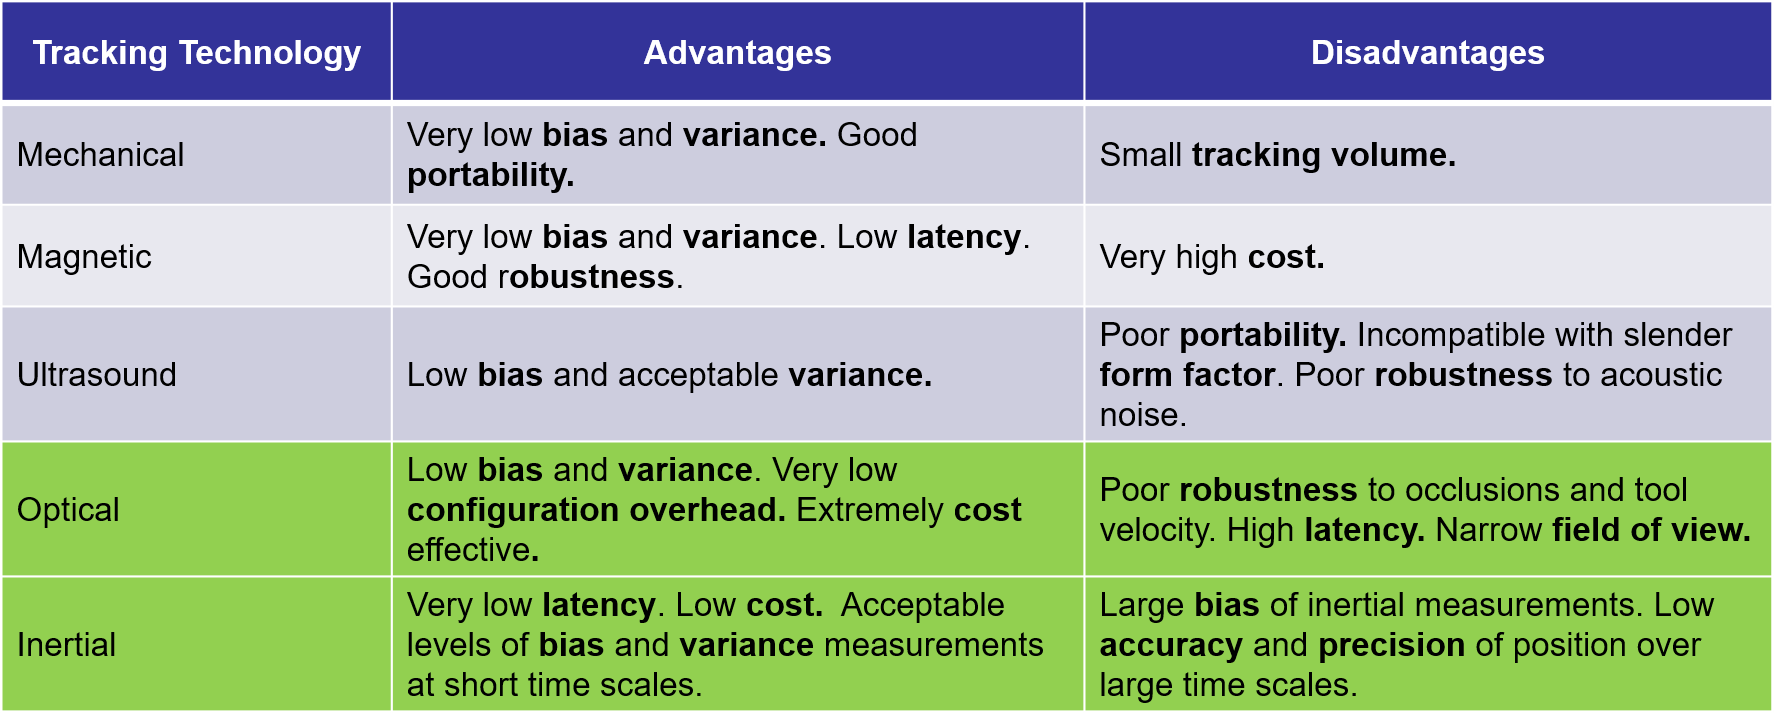 Tracking Technology
Advantages
Disadvantages
Mechanical
Very low bias and variance. Good
portability.
Small tracking volume.
Magnetic
Very low bias and variance. Low latency.
Good robustness.
Very high cost.
Ultrasound
Low bias and acceptable variance.
Poor portability. Incompatible with slender
form factor. Poor robustness to acoustic
noise.
Optical
Low bias and variance. Very low
configuration overhead. Extremely cost
effective.
Poor robustness to occlusions and tool
velocity. High latency. Narrow field of view.
Inertial
Very low latency. Low cost.  Acceptable
levels of bias and variance measurements
at short time scales.
Large bias of inertial measurements. Low
accuracy and precision of position over
large time scales.